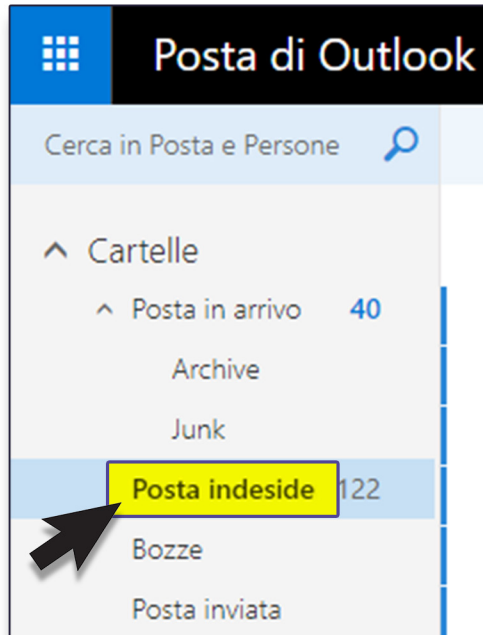 Posta di Outlook
Cerca in Posta e Persone
Cartelle
Posta in arrivo 40
Archive
Junk
Posta indeside 122
Bozze
Posta inviata